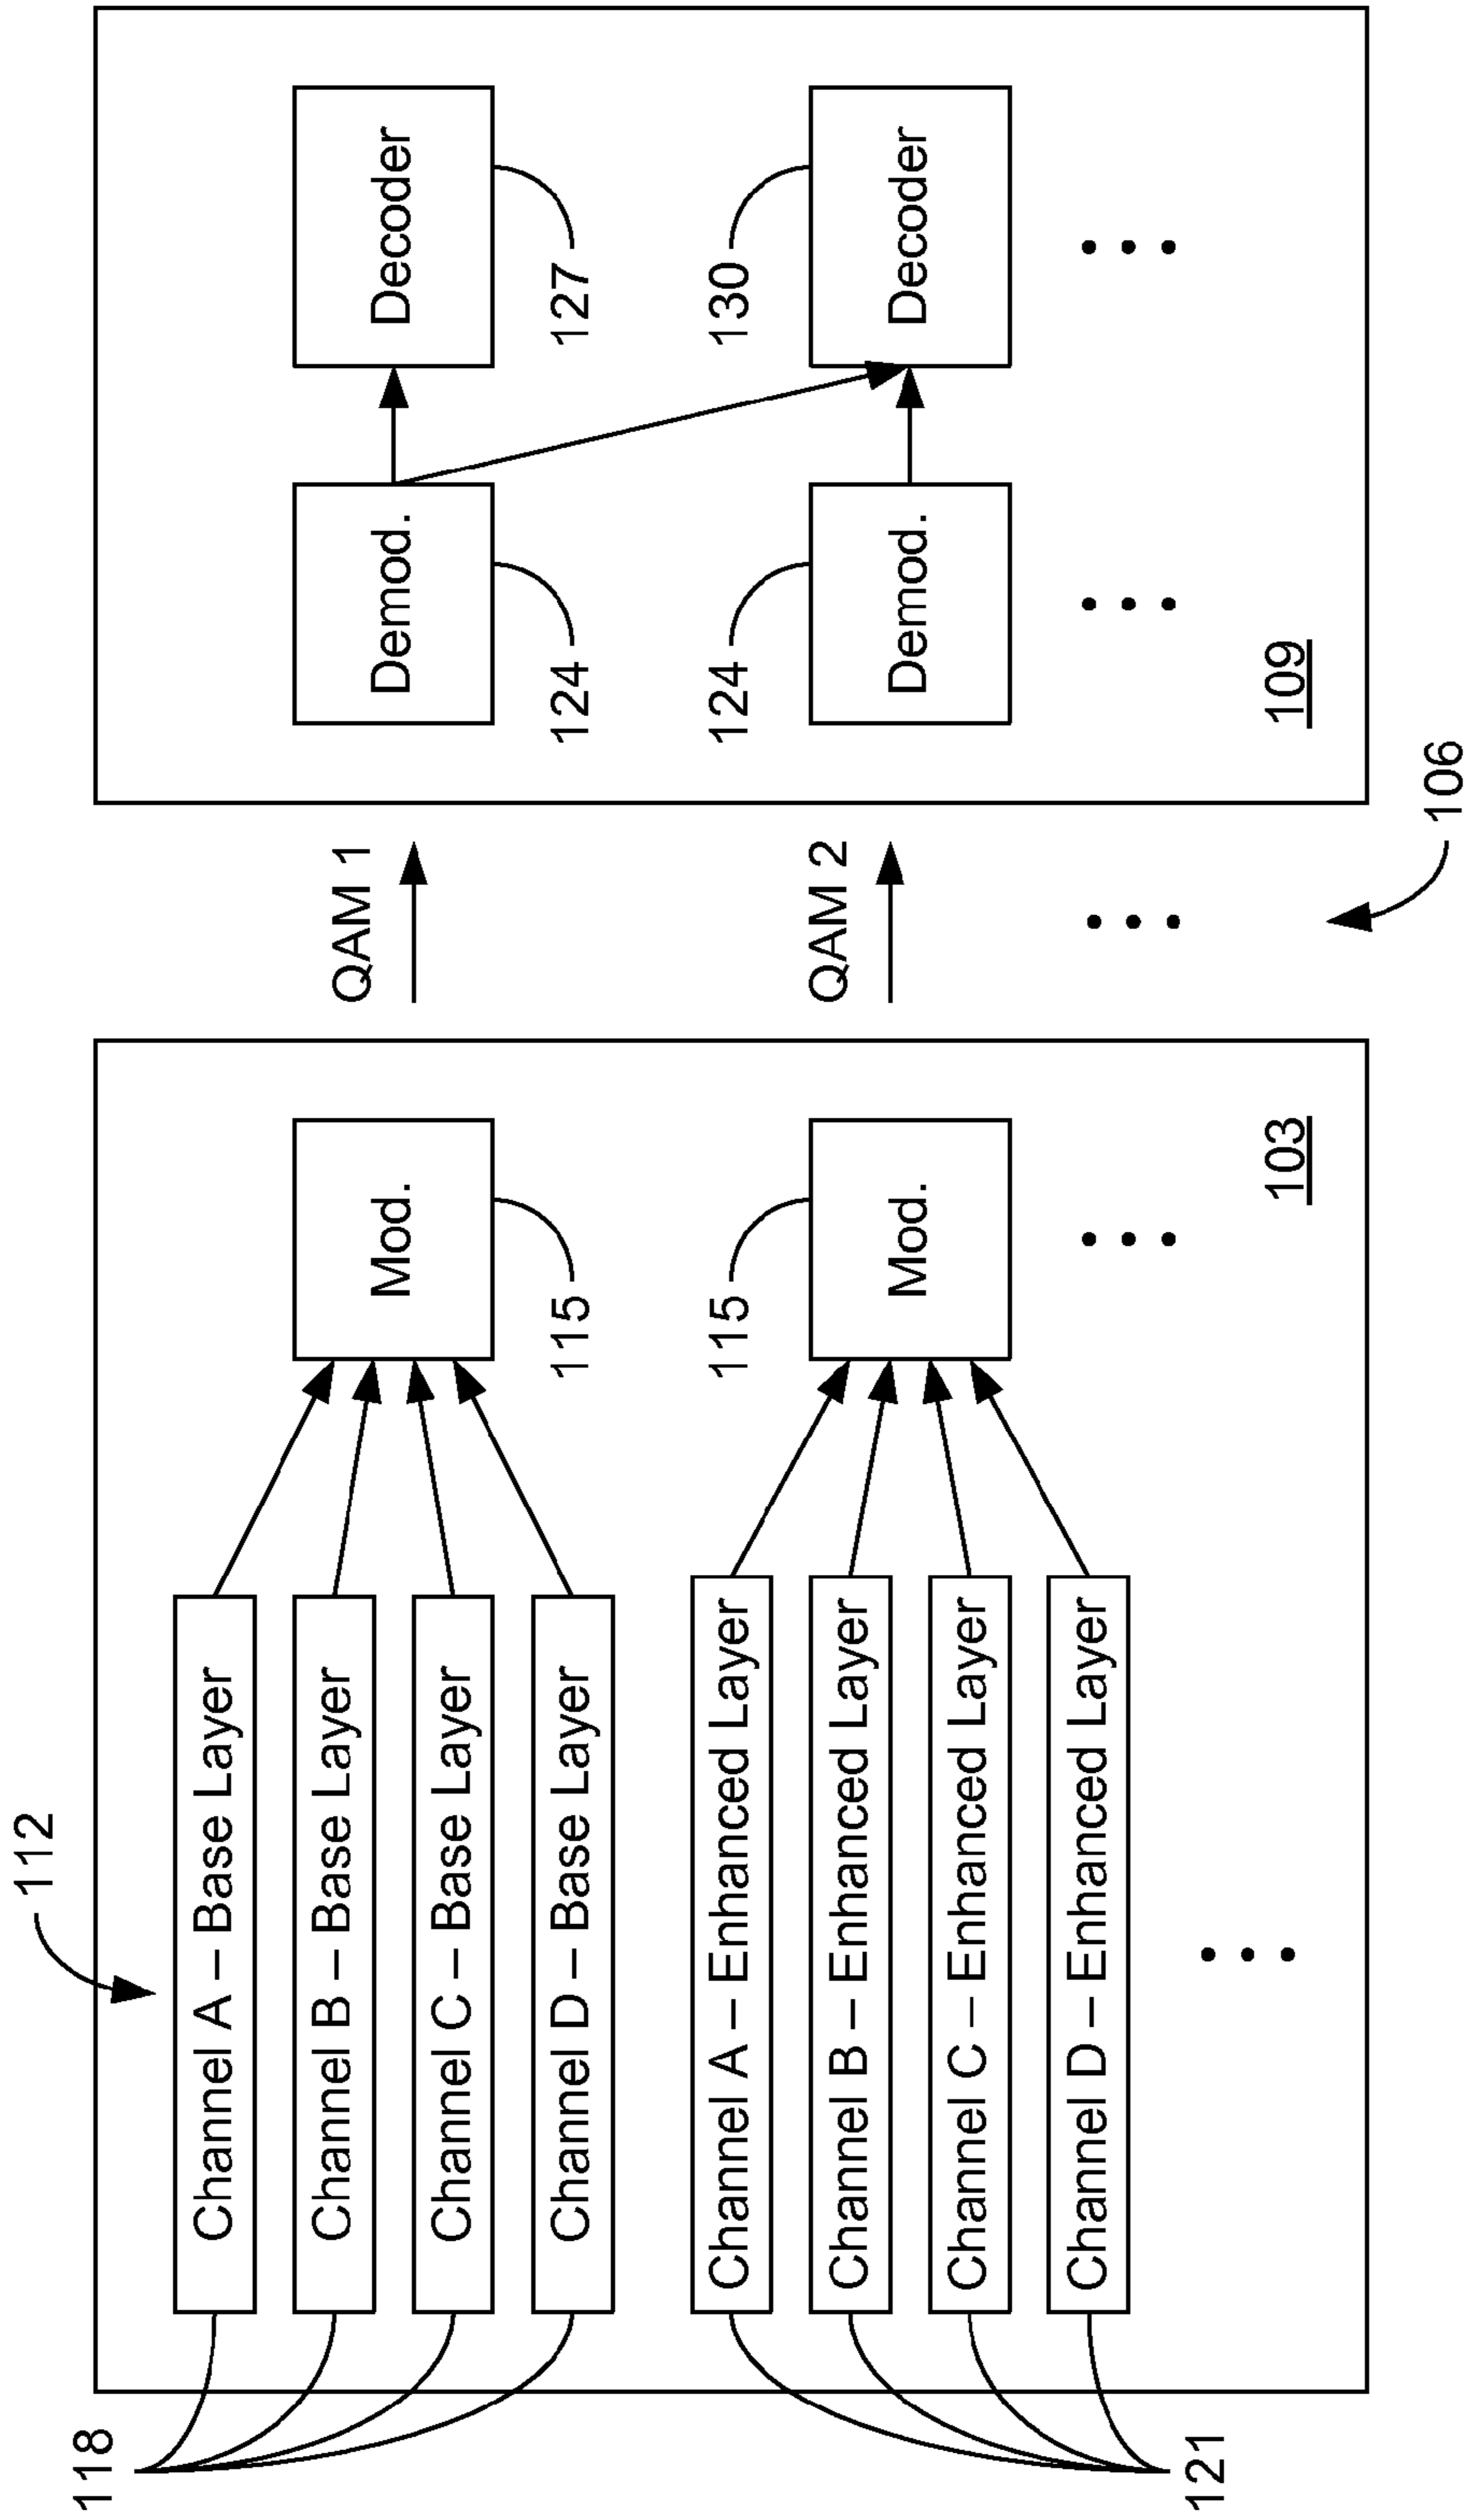 112
118
Channel A – Base Layer
Channel B – Base Layer
Channel C – Base Layer
Channel D – Base Layer
Mod.
115
QAM 1
Demod.
124
Decoder
127
121
Channel A – Enhanced Layer
Channel B – Enhanced Layer
Channel C – Enhanced Layer
Channel D – Enhanced Layer
115
Mod.
QAM 2
124
Demod.
130
Decoder
103
109
106